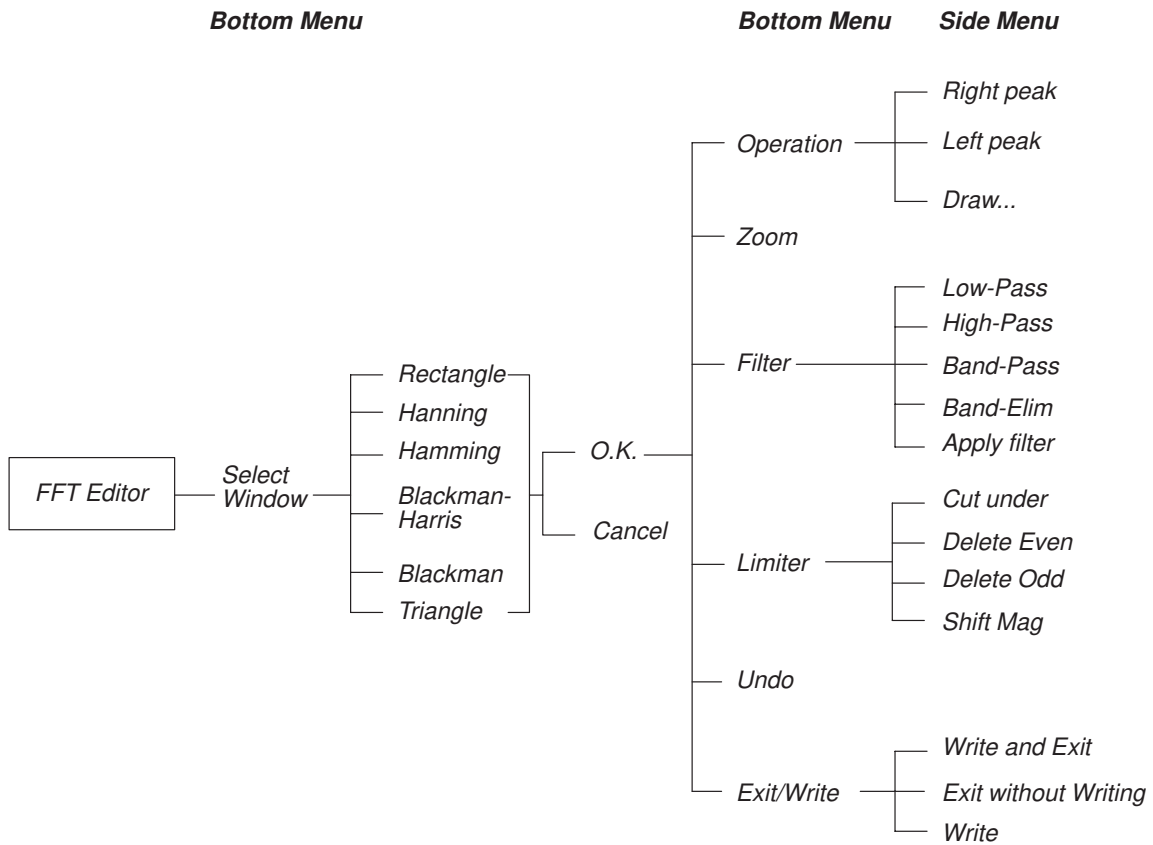 Bottom Menu
Bottom Menu
Side Menu
FFT Editor
Select
Window
Rectangle
Hanning
Hamming
Blackman-
Harris
Blackman
Triangle
O.K.
Cancel
Operation
Right peak
Left peak
Draw...
Zoom
Filter
Low-Pass
High-Pass
Band-Pass
Band-Elim
Apply filter
Limiter
Cut under
Delete Even
Delete Odd
Shift Mag
Undo
Exit/Write
Write and Exit
Exit without Writing
Write